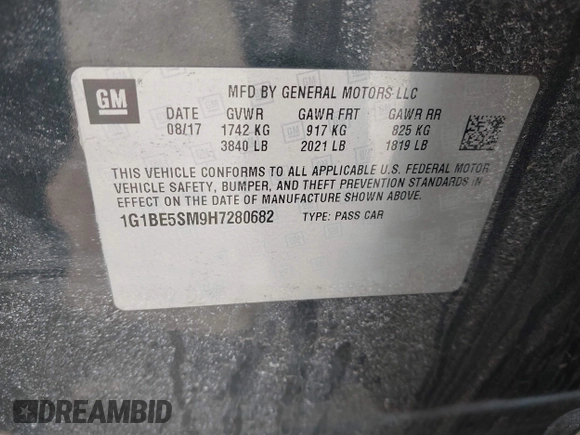 GM
MFD BY GENERAL MOTORS LLC
DATE GVWR GAWR FRT GAWR RR
08/17 1742 KG 917 KG 825 KG
3840 LB 2021 LB 1819 LB
THIS VEHICLE CONFORMS TO ALL APPLICABLE U.S. FEDERAL MOTOR
VEHICLE SAFETY, BUMPER, AND THEFT PREVENTION STANDARDS IN
EFFECT ON THE DATE OF MANUFACTURE SHOWN ABOVE.
1G1BE5SM9H7280682 TYPE: PASS CAR
DREAMBID